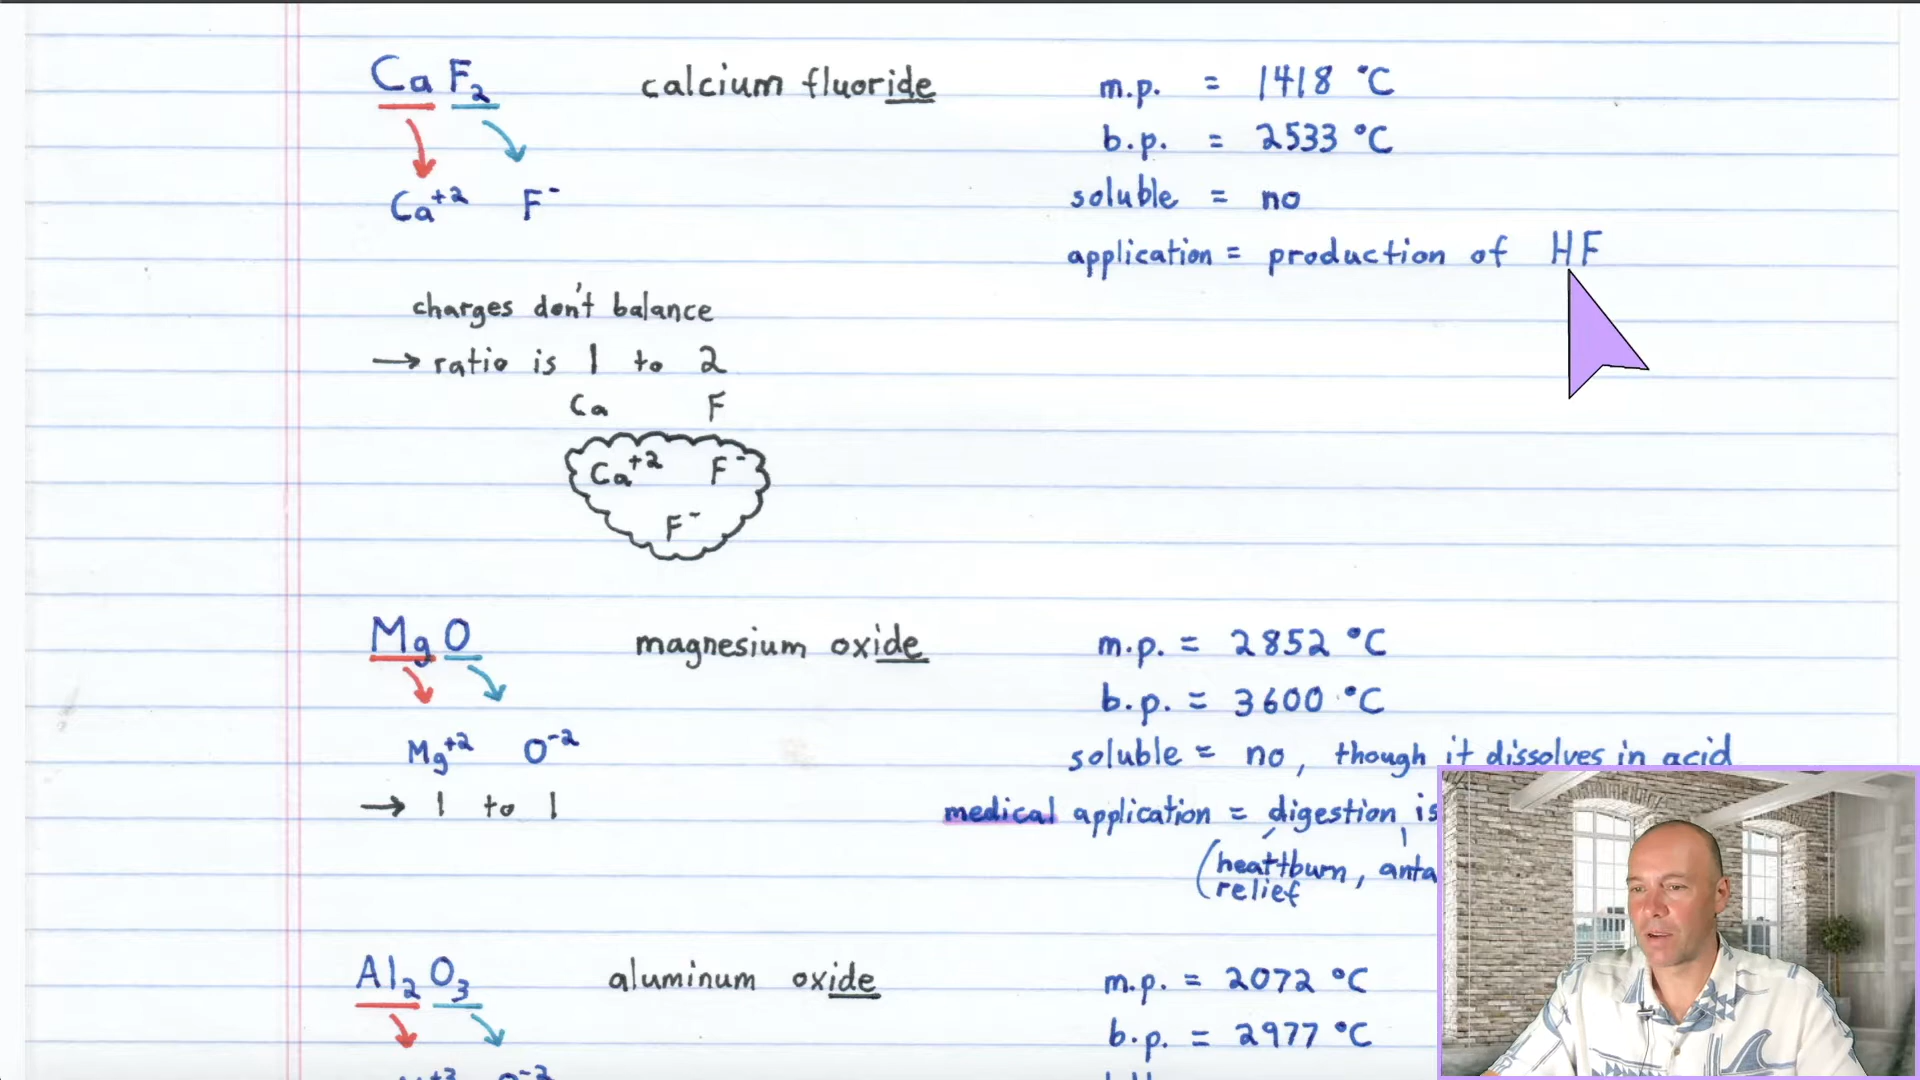 CaF₂ calcium fluoride m.p. = 1418 °C
b.p. = 2533 °C
Ca⁺² F⁻ soluble = no
application = production of HF
charges don't balance
→ ratio is 1 to 2
Ca F
Ca⁺² F⁻
F⁻
MgO magnesium oxide m.p. = 2852 °C
b.p. = 3600 °C
Mg⁺² O⁻² soluble = no, though it dissolves in acid
→ 1 to 1 medical application = digestion is
(heartburn, anta
relief
Al₂O₃ aluminum oxide m.p. = 2072 °C
b.p. = 2977 °C
O⁻²